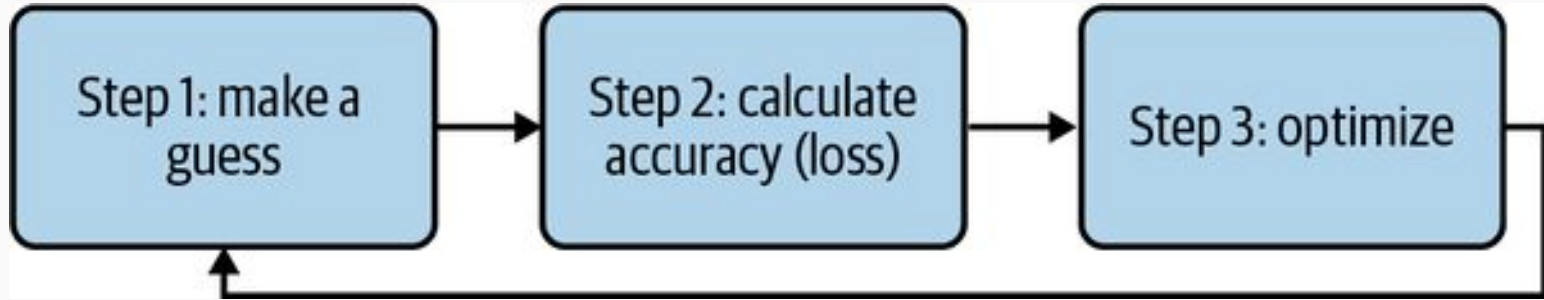 Step 1: make a
guess
Step 2: calculate
accuracy (loss)
Step 3: optimize